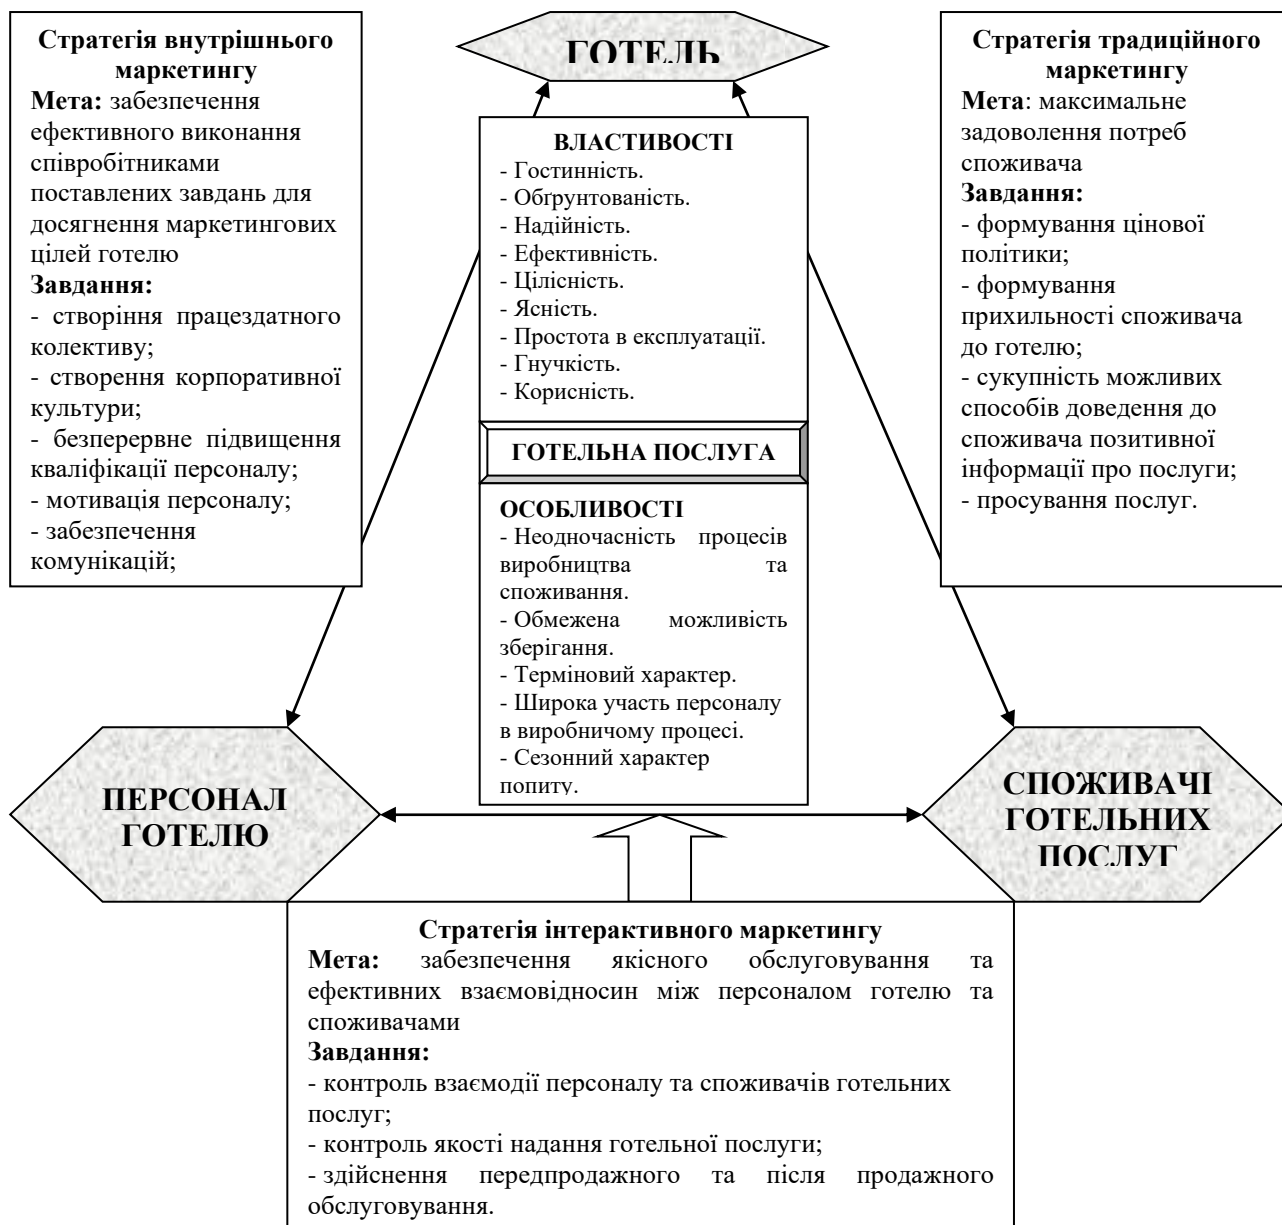 Стратегія внутрішнього
маркетингу
Мета: забезпечення
ефективного виконання
співробітниками
поставлених завдань для
досягнення маркетингових
цілей готелю
Завдання:
- створіння працездатного
колективу;
- створення корпоративної
культури;
- безперервне підвищення
кваліфікації персоналу;
- мотивація персоналу;
- забезпечення
комунікацій;
ГОТЕЛЬ
Стратегія традиційного
маркетингу
Мета: максимальне
задоволення потреб
споживача
Завдання:
- формування цінової
політики;
- формування
прихильності споживача
до готелю;
- сукупність можливих
способів доведення до
споживача позитивної
інформації про послуги;
- просування послуг.
ВЛАСТИВОСТІ
- Гостинність.
- Обґрунтованість.
- Надійність.
- Ефективність.
- Цілісність.
- Ясність.
- Простота в експлуатації.
- Гнучкість.
- Корисність.
ГОТЕЛЬНА ПОСЛУГА
ОСОБЛИВОСТІ
- Неодночасність процесів
виробництва та
споживання.
- Обмежена можливість
зберігання.
- Терміновий характер.
- Широка участь персоналу
в виробничому процесі.
- Сезонний характер
попиту.
ПЕРСОНАЛ
ГОТЕЛЮ
СПОЖИВАЧІ
ГОТЕЛЬНИХ
ПОСЛУГ
Стратегія інтерактивного маркетингу
Мета: забезпечення якісного обслуговування та
ефективних взаємовідносин між персоналом готелю та
споживачами
Завдання:
- контроль взаємодії персоналу та споживачів готельних
послуг;
- контроль якості надання готельної послуги;
- здійснення передпродажного та після продажного
обслуговування.